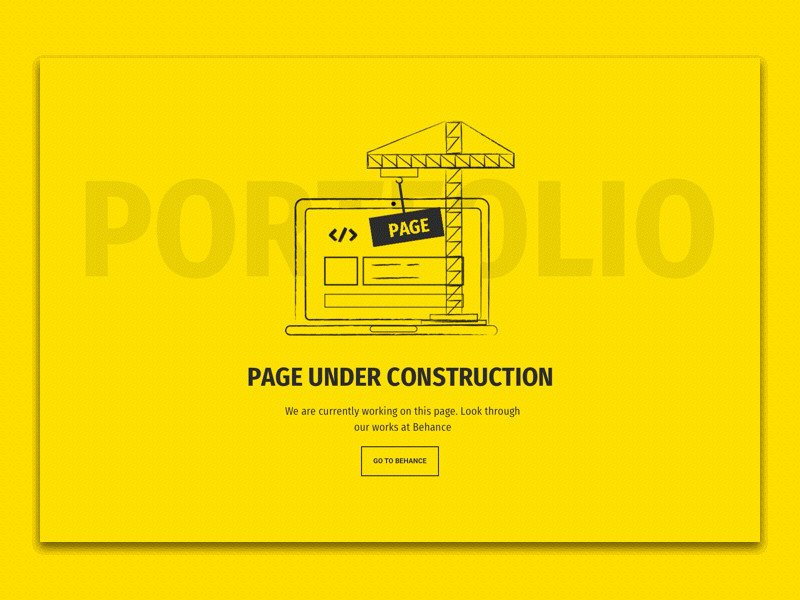 PORTFOLIO
</>
PAGE
PAGE UNDER CONSTRUCTION
We are currently working on this page. Look through
our works at Behance
GO TO BEHANCE